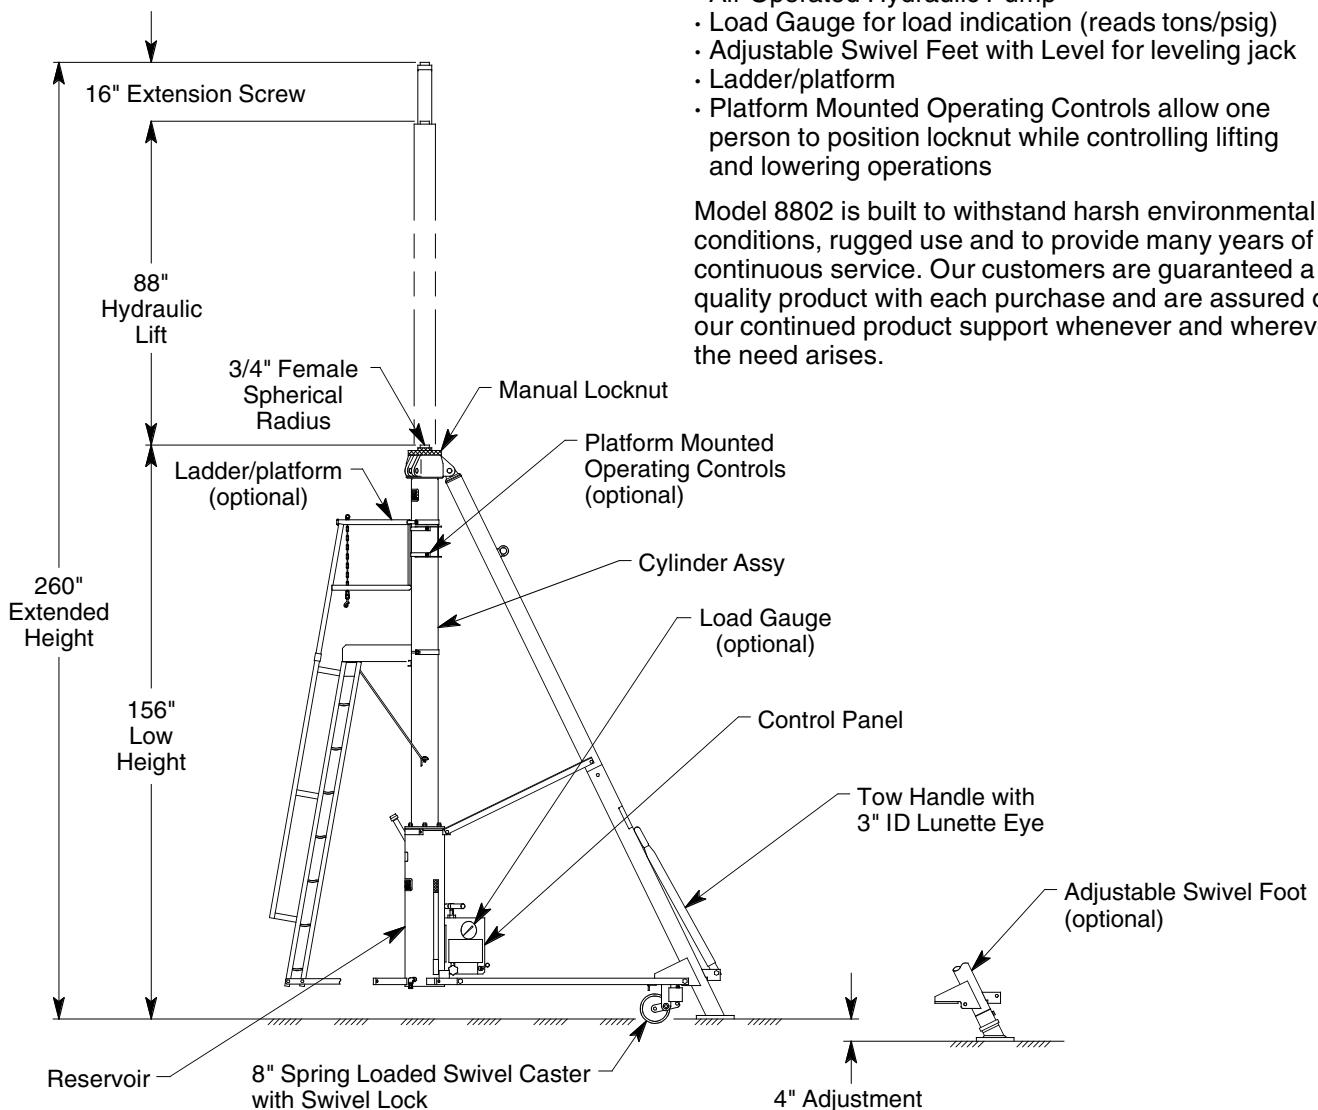 · Load Gauge for load indication (reads tons/psig)
· Adjustable Swivel Feet with Level for leveling jack
· Ladder/platform
· Platform Mounted Operating Controls allow one
person to position locknut while controlling lifting
and lowering operations
Model 8802 is built to withstand harsh environmental
conditions, rugged use and to provide many years of
continuous service. Our customers are guaranteed a
quality product with each purchase and are assured
our continued product support whenever and
the need arises.
16" Extension Screw
88"
Hydraulic
Lift
3/4" Female
Spherical
Radius
Manual Locknut
Platform Mounted
Operating Controls
(optional)
Ladder/platform
(optional)
Cylinder Assy
260"
Extended
Height
Load Gauge
(optional)
156"
Low
Height
Control Panel
Tow Handle with
3" ID Lunette Eye
Adjustable Swivel Foot
(optional)
Reservoir
8" Spring Loaded Swivel Caster
with Swivel Lock
4" Adjustment